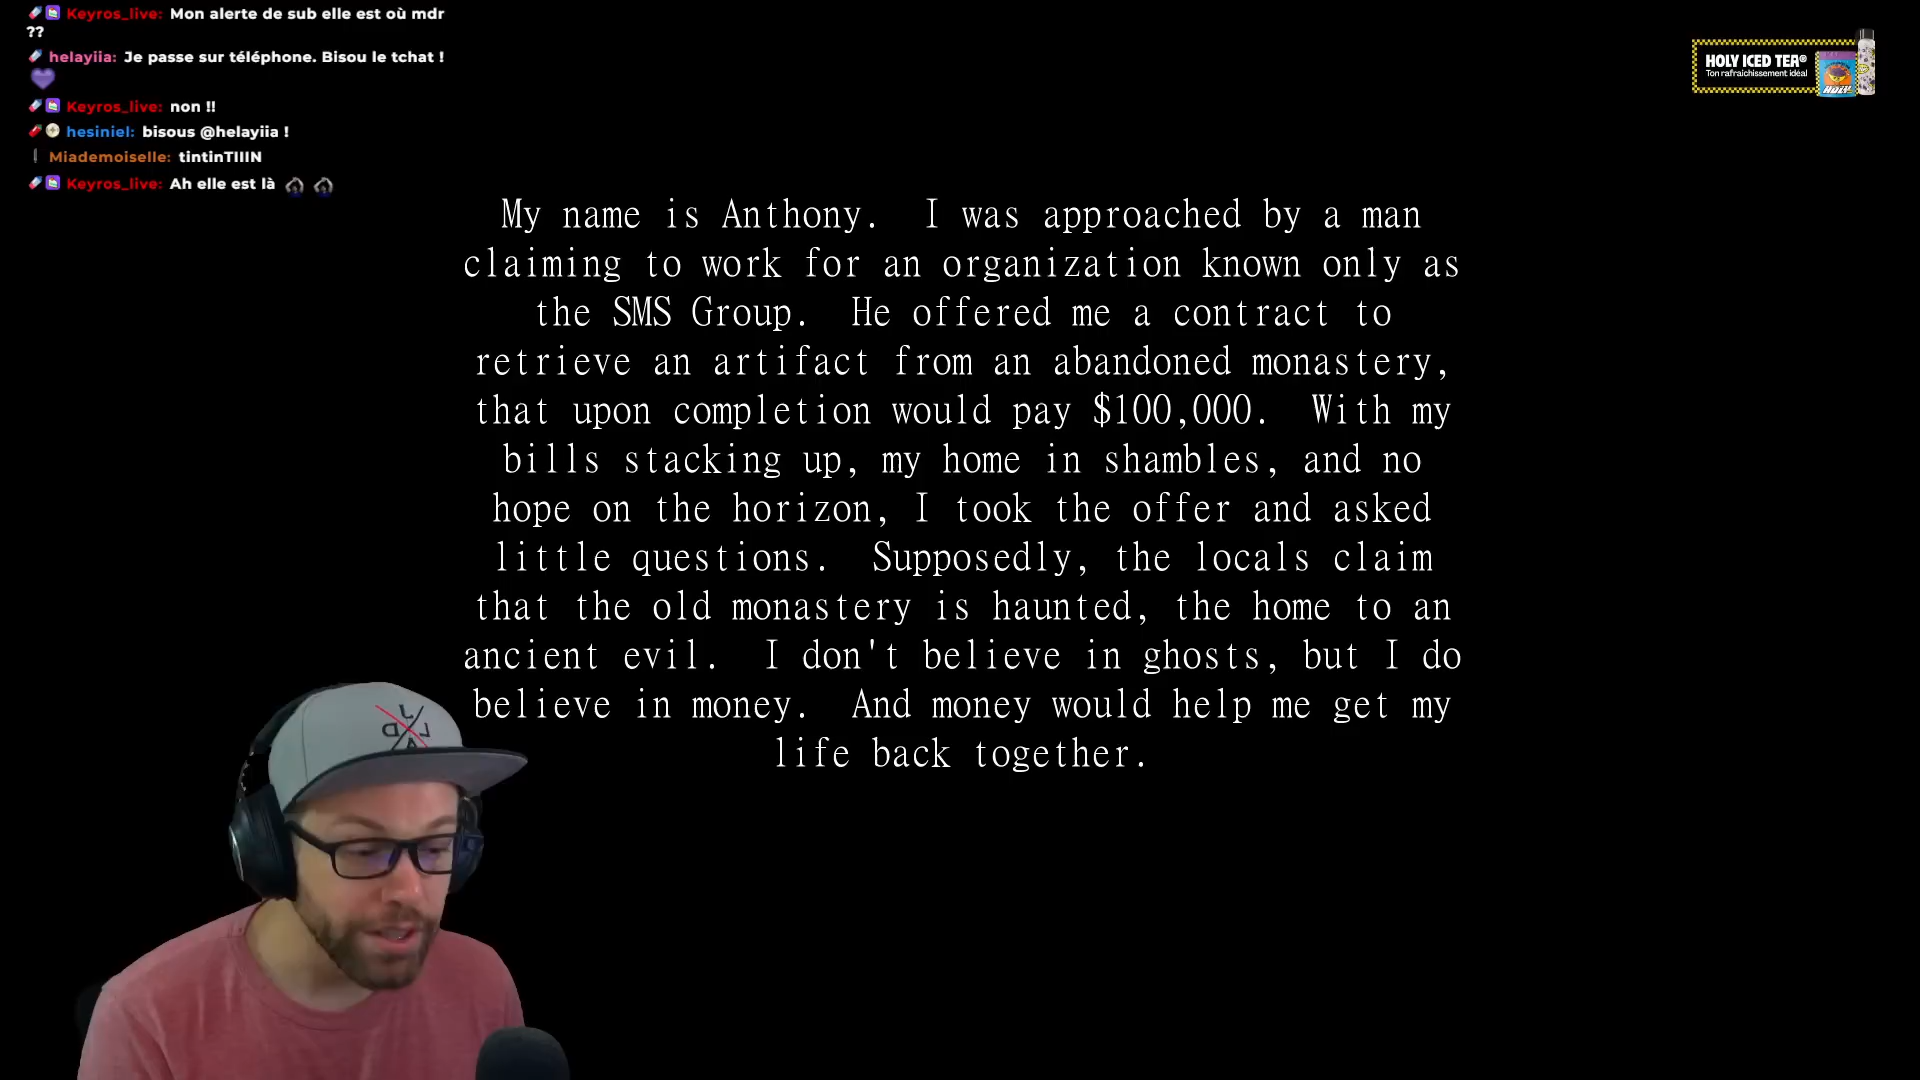 Keyros_live: Mon alerte de sub elle est où mdr
??
helayiia: Je passe sur téléphone. Bisou le tchat !
Keyros_live: non !!
hesiniel: bisous @helayiia !
Miademoiselle: tintinTIIIN
Keyros_live: Ah elle est là
HOLY ICED TEA®
Ton rafraichissement idéal
HOLY
My name is Anthony.  I was approached by a man
claiming to work for an organization known only as
the SMS Group.  He offered me a contract to
retrieve an artifact from an abandoned monastery,
that upon completion would pay $100,000.  With my
bills stacking up, my home in shambles, and no
hope on the horizon, I took the offer and asked
little questions.  Supposedly, the locals claim
that the old monastery is haunted, the home to an
ancient evil.  I don't believe in ghosts, but I do
believe in money.  And money would help me get my
life back together.